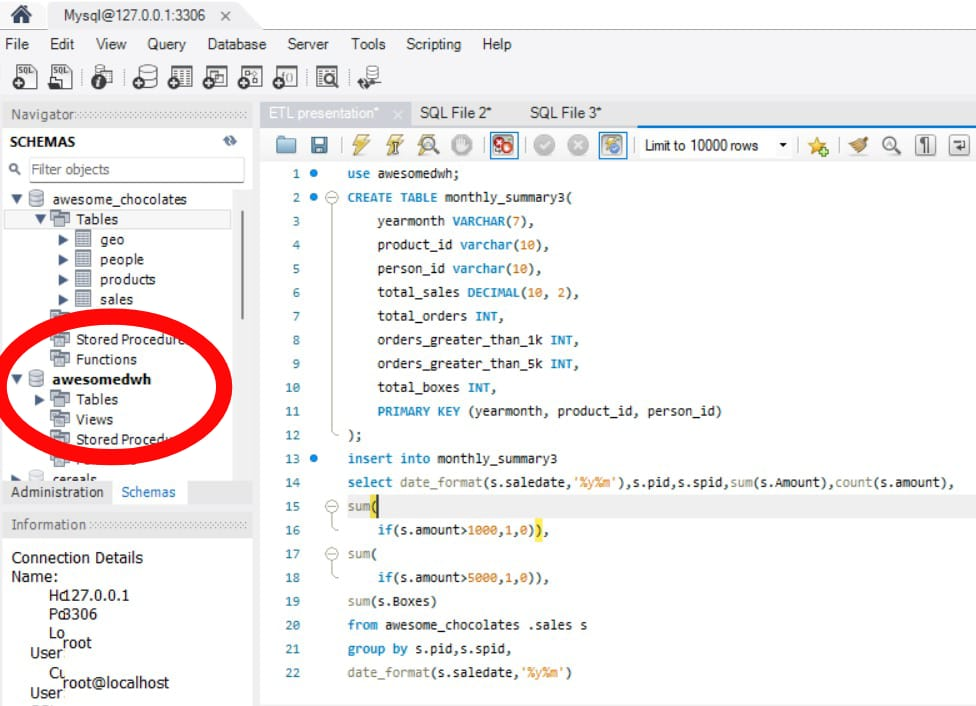 Mysql@127.0.0.1:3306 ×
File Edit View Query Database Server Tools Scripting Help
Navigator
SCHEMAS
Filter objects
awesome_chocolates
Tables
geo
people
products
sales
Stored Procedure
Functions
awesomedwh
Tables
Views
Stored Proced
cereals
Administration Schemas
Information
Connection Details
Name:
127.0.0.1
3306
root
User
root@localhost
User
ETL presentation* × SQL File 2* SQL File 3*
Limit to 10000 rows
1 use awesomedwh;
2 CREATE TABLE monthly_summary3(
3 yearmonth VARCHAR(7),
4 product_id varchar(10),
5 person_id varchar(10),
6 total_sales DECIMAL(10, 2),
7 total_orders INT,
8 orders_greater_than_1k INT,
9 orders_greater_than_5k INT,
10 total_boxes INT,
11 PRIMARY KEY (yearmonth, product_id, person_id)
12 );
13 insert into monthly_summary3
14 select date_format(s.saledate,'%y%m'),s.pid,s.spid,sum(s.Amount),count(s.amount),
15 sum(
16 if(s.amount>1000,1,0)),
17 sum(
18 if(s.amount>5000,1,0)),
19 sum(s.Boxes)
20 from awesome_chocolates .sales s
21 group by s.pid,s.spid,
22 date_format(s.saledate,'%y%m')